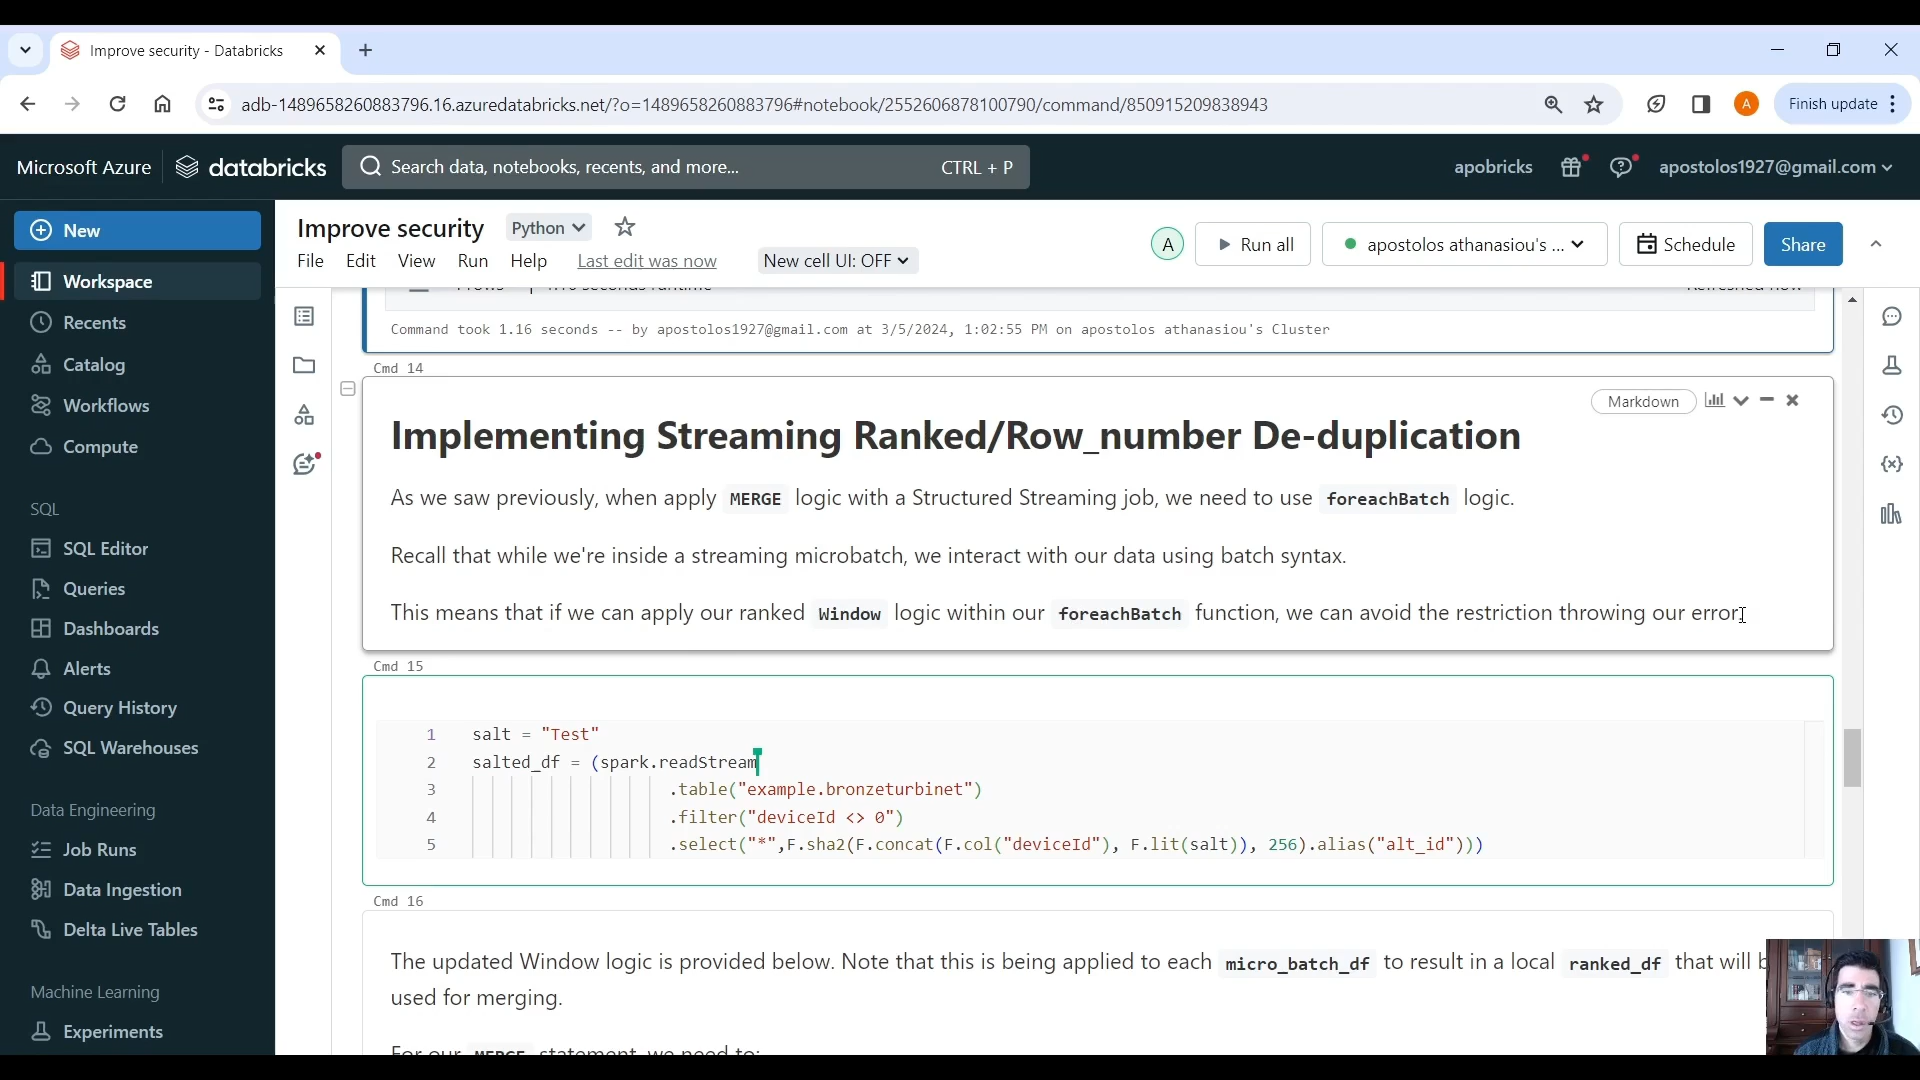 Improve security - Databricks
adb-1489658260883796.16.azuredatabricks.net/?o=1489658260883796#notebook/2552606878100790/command/850915209838943
A
Finish update
Microsoft Azure
databricks
Search data, notebooks, recents, and more...
CTRL + P
apobricks
apostolos1927@gmail.com
New
Workspace
Recents
Catalog
Workflows
Compute
SQL
SQL Editor
Queries
Dashboards
Alerts
Query History
SQL Warehouses
Data Engineering
Job Runs
Data Ingestion
Delta Live Tables
Machine Learning
Experiments
Improve security
Python
File Edit View Run Help Last edit was now New cell UI: OFF
A
Run all
apostolos athanasiou's ...
Schedule
Share
Command took 1.16 seconds -- by apostolos1927@gmail.com at 3/5/2024, 1:02:55 PM on apostolos athanasiou's Cluster
Cmd 14
Markdown
Implementing Streaming Ranked/Row_number De-duplication
As we saw previously, when apply MERGE logic with a Structured Streaming job, we need to use foreachBatch logic.
Recall that while we're inside a streaming microbatch, we interact with our data using batch syntax.
This means that if we can apply our ranked Window logic within our foreachBatch function, we can avoid the restriction throwing our error.
Cmd 15
1 salt = "Test"
2 salted_df = (spark.readStream
3 .table("example.bronzeturbinet")
4 .filter("deviceId <> 0")
5 .select("*",F.sha2(F.concat(F.col("deviceId"), F.lit(salt)), 256).alias("alt_id")))
Cmd 16
The updated Window logic is provided below. Note that this is being applied to each micro_batch_df to result in a local ranked_df that will
used for merging.
For our MERGE statement, we need to: